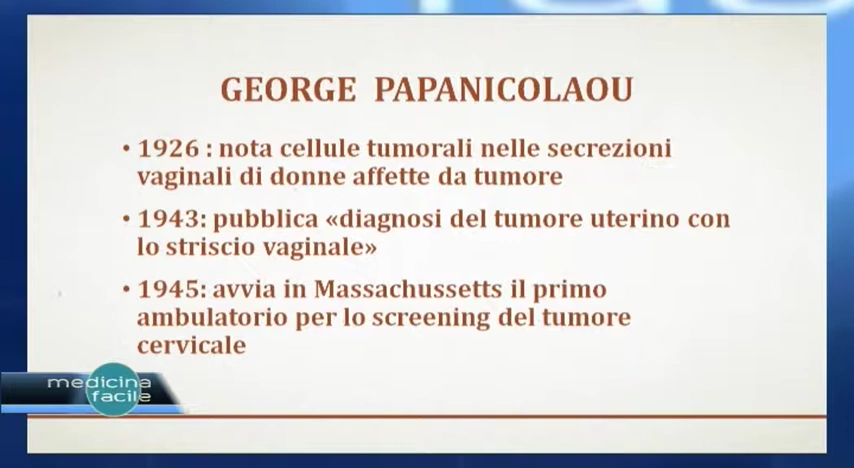 GEORGE PAPANICOLAOU
• 1926 : nota cellule tumorali nelle secrezioni
vaginali di donne affette da tumore
• 1943: pubblica «diagnosi del tumore uterino con
lo striscio vaginale»
• 1945: avvia in Massachussetts il primo
ambulatorio per lo screening del tumore
cervicale
medicina
facile